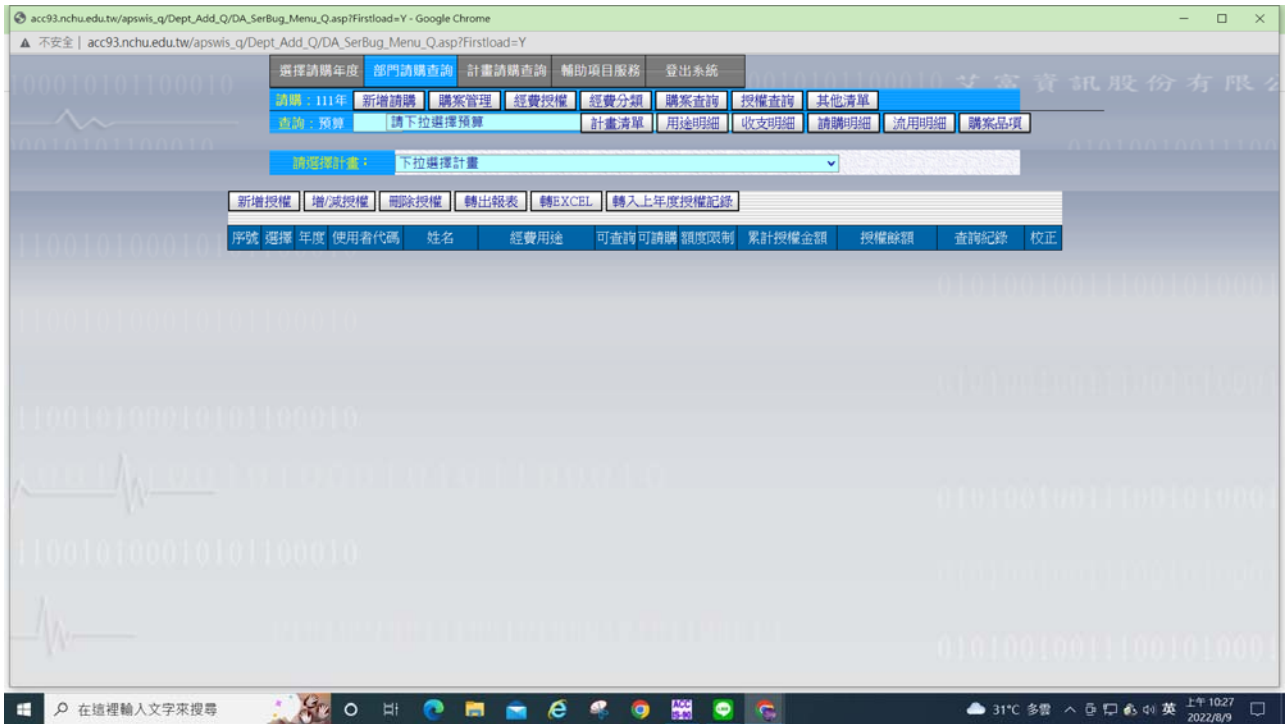 acc93.nchu.edu.tw/apswis_q/Dept_Add_Q/DA_SerBug_Menu_Q.asp?Firstload=Y - Google Chrome
不安全 | acc93.nchu.edu.tw/apswis_q/Dept_Add_Q/DA_SerBug_Menu_Q.asp?Firstload=Y
選擇請購年度 部門請購查詢 計畫請購查詢 輔助項目服務 登出系統
艾富資訊股份有限公
請購：111年 新增請購 購案管理 經費授權 經費分類 購案查詢 授權查詢 其他清單
查詢：預算 請下拉選擇預算 計畫清單 用途明細 收支明細 請購明細 流用明細 購案品項
請選擇計畫： 下拉選擇計畫
新增授權 增/減授權 刪除授權 轉出報表 轉EXCEL 轉入上年度授權記錄
序號 選擇 年度 使用者代碼 姓名 經費用途 可查詢 可請購 額度限制 累計授權金額 授權餘額 查詢紀錄 校正
在這裡輸入文字來搜尋
ACC
31°C 多雲 英 上午 10:27
2022/8/9